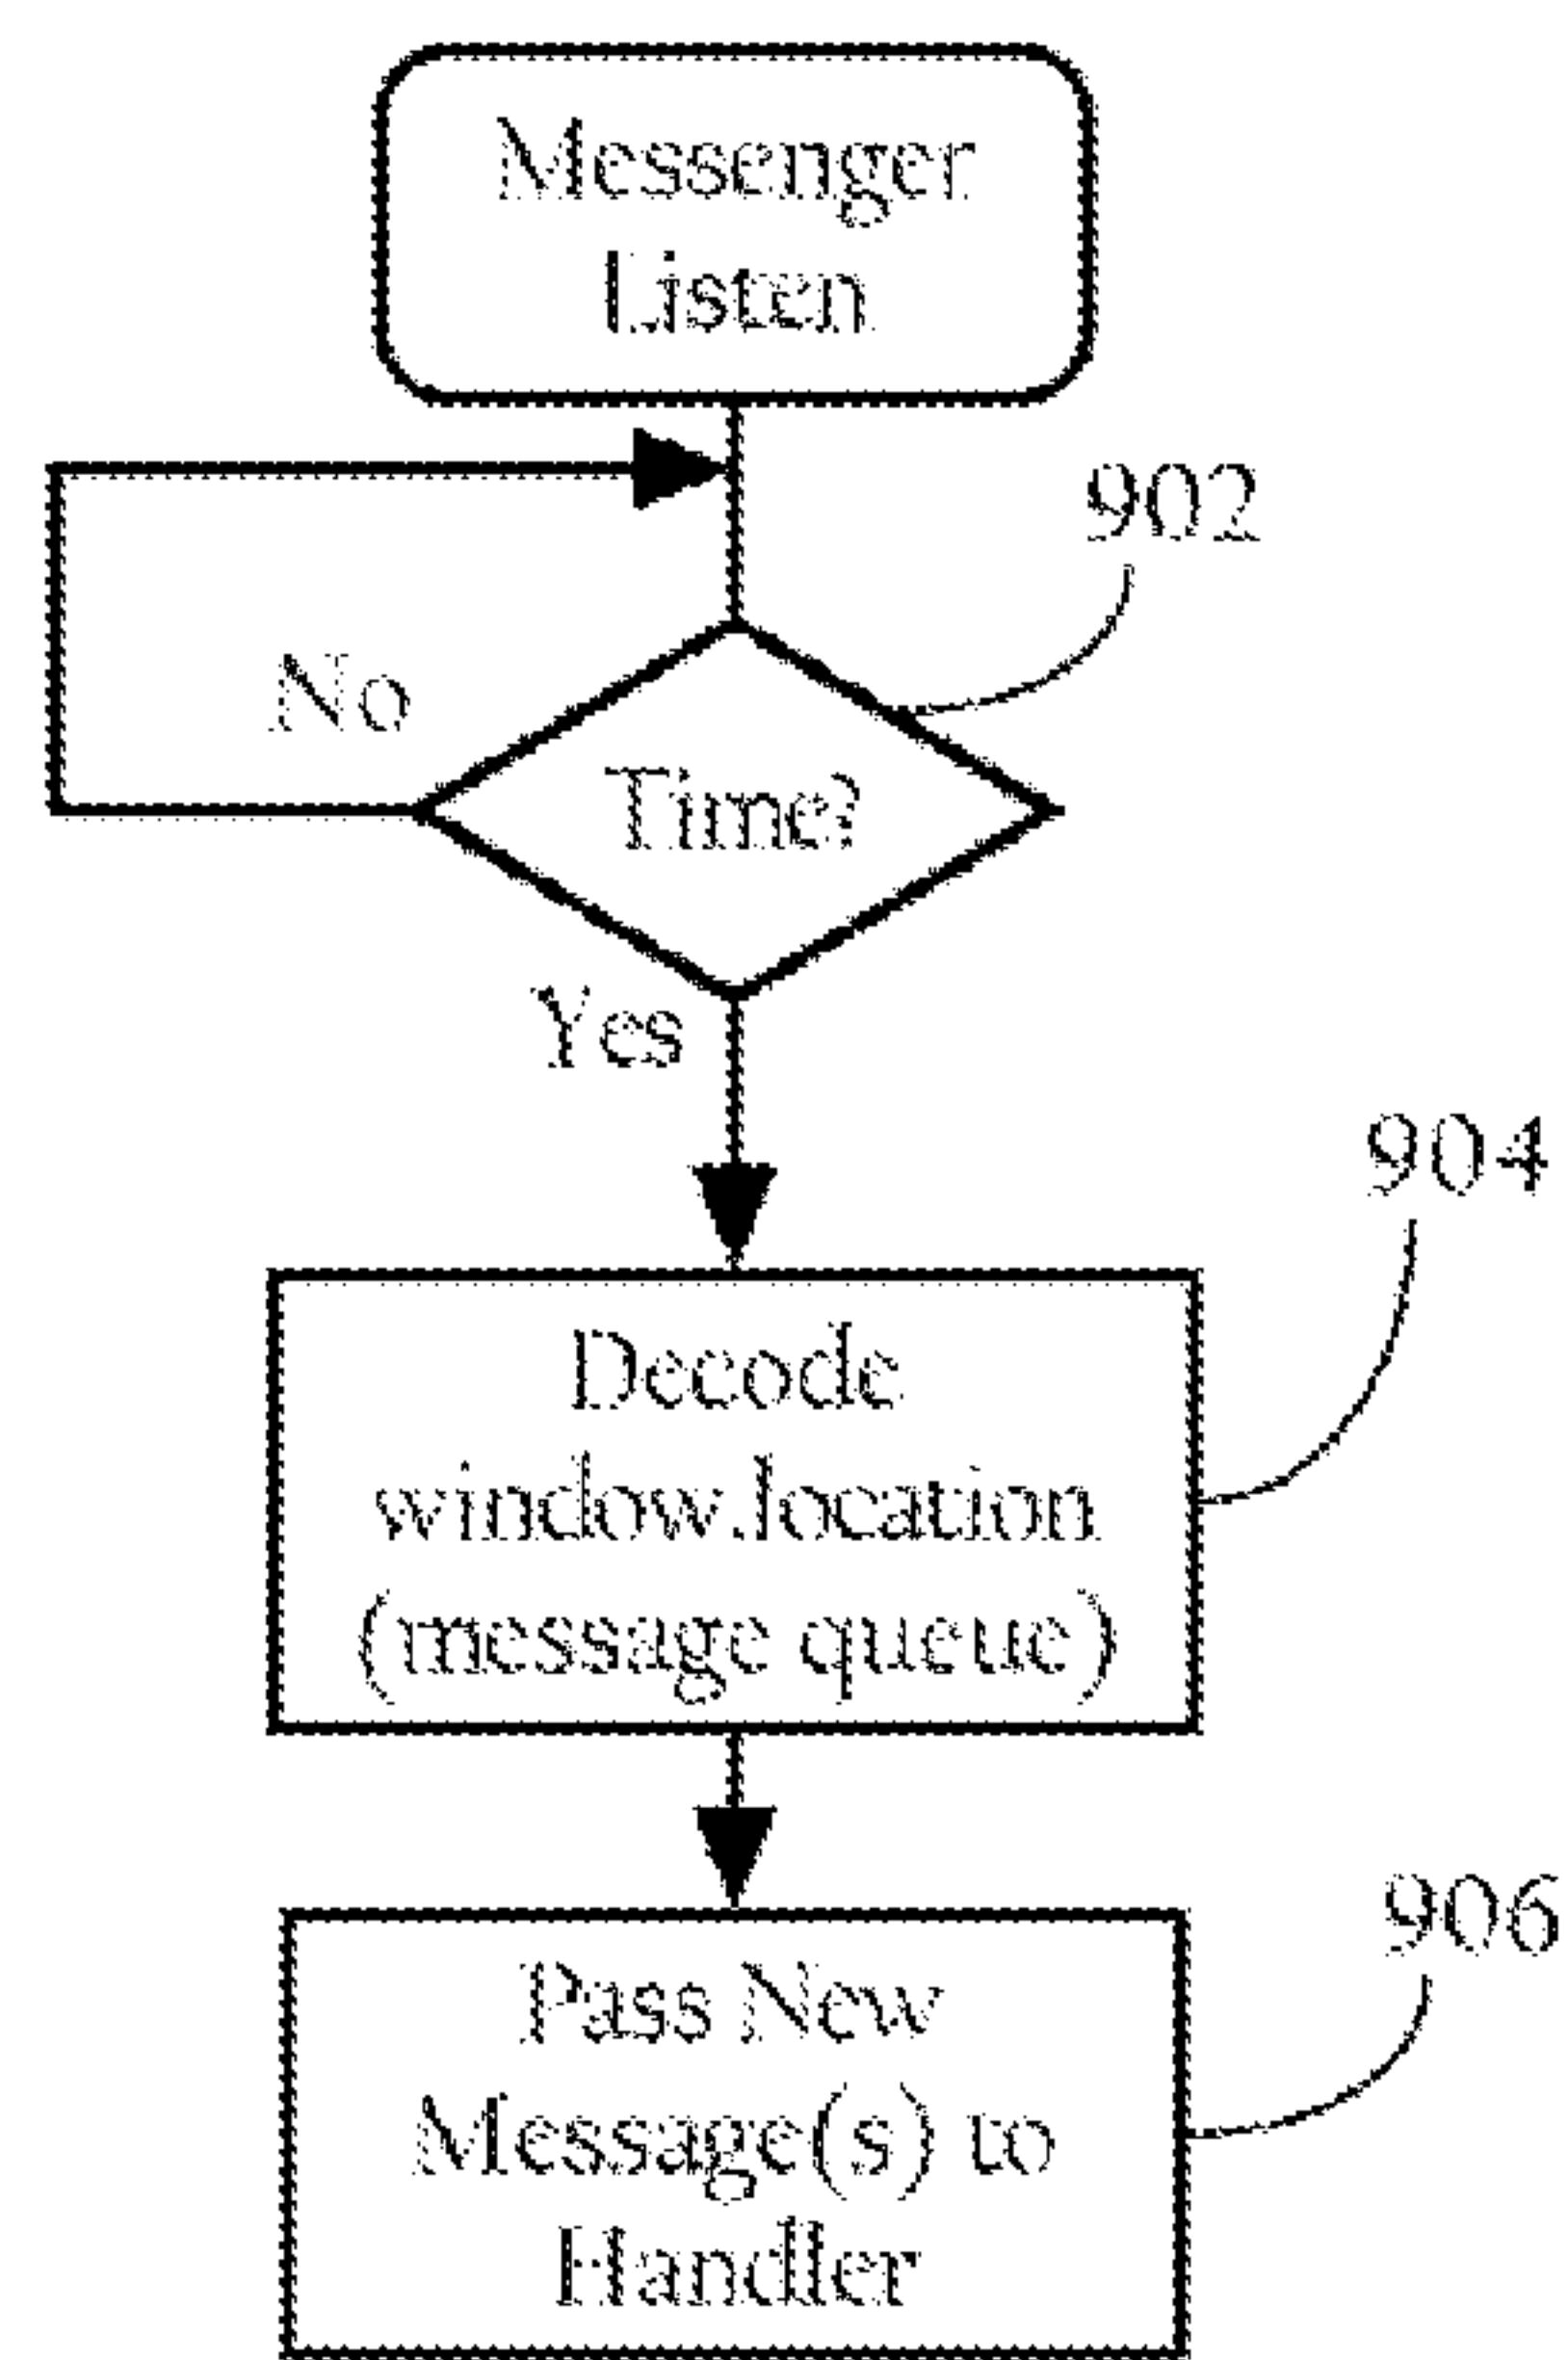 Messenger
Listen
902
No
Time?
Yes
904
Decode
window.location
(message queue)
906
Pass New
Message(s) to
Handler